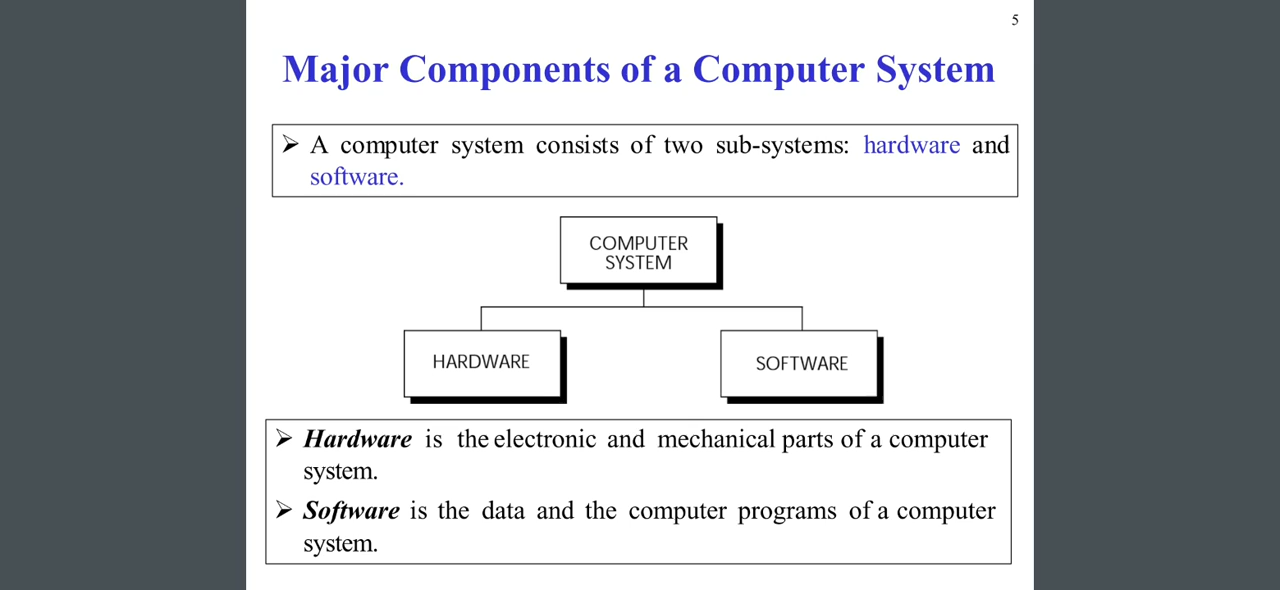 5
Major Components of a Computer System
➢ A computer system consists of two sub-systems: hardware and
software.
COMPUTER
SYSTEM
HARDWARE
SOFTWARE
➢ Hardware is the electronic and mechanical parts of a computer
system.
➢ Software is the data and the computer programs of a computer
system.